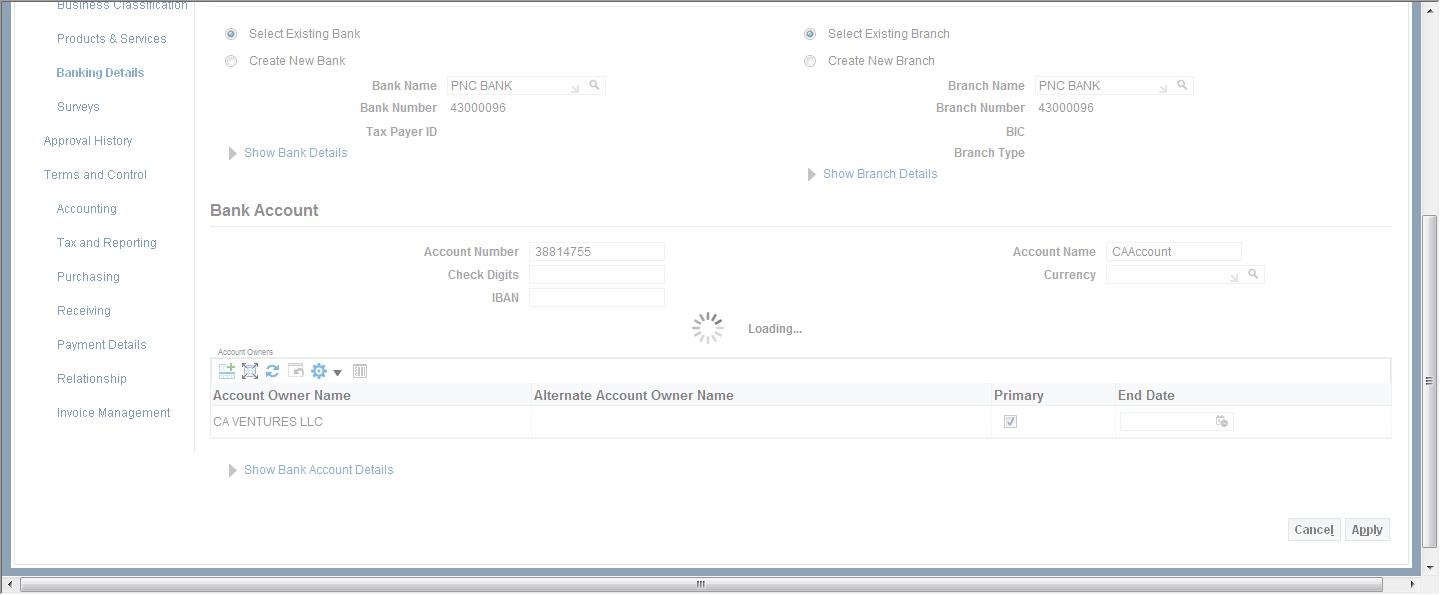 Business Classification
Products & Services
Banking Details
Surveys
Approval History
Terms and Control
Accounting
Tax and Reporting
Purchasing
Receiving
Payment Details
Relationship
Invoice Management
Select Existing Bank
Create New Bank
Bank Name PNC BANK
Bank Number 43000096
Tax Payer ID
Show Bank Details
Select Existing Branch
Create New Branch
Branch Name PNC BANK
Branch Number 43000096
BIC
Branch Type
Show Branch Details
Bank Account
Account Number 38814755
Check Digits
IBAN
Account Name CAAccount
Currency
Loading...
Account Owners
Account Owner Name Alternate Account Owner Name Primary End Date
CA VENTURES LLC
Show Bank Account Details
Cancel Apply